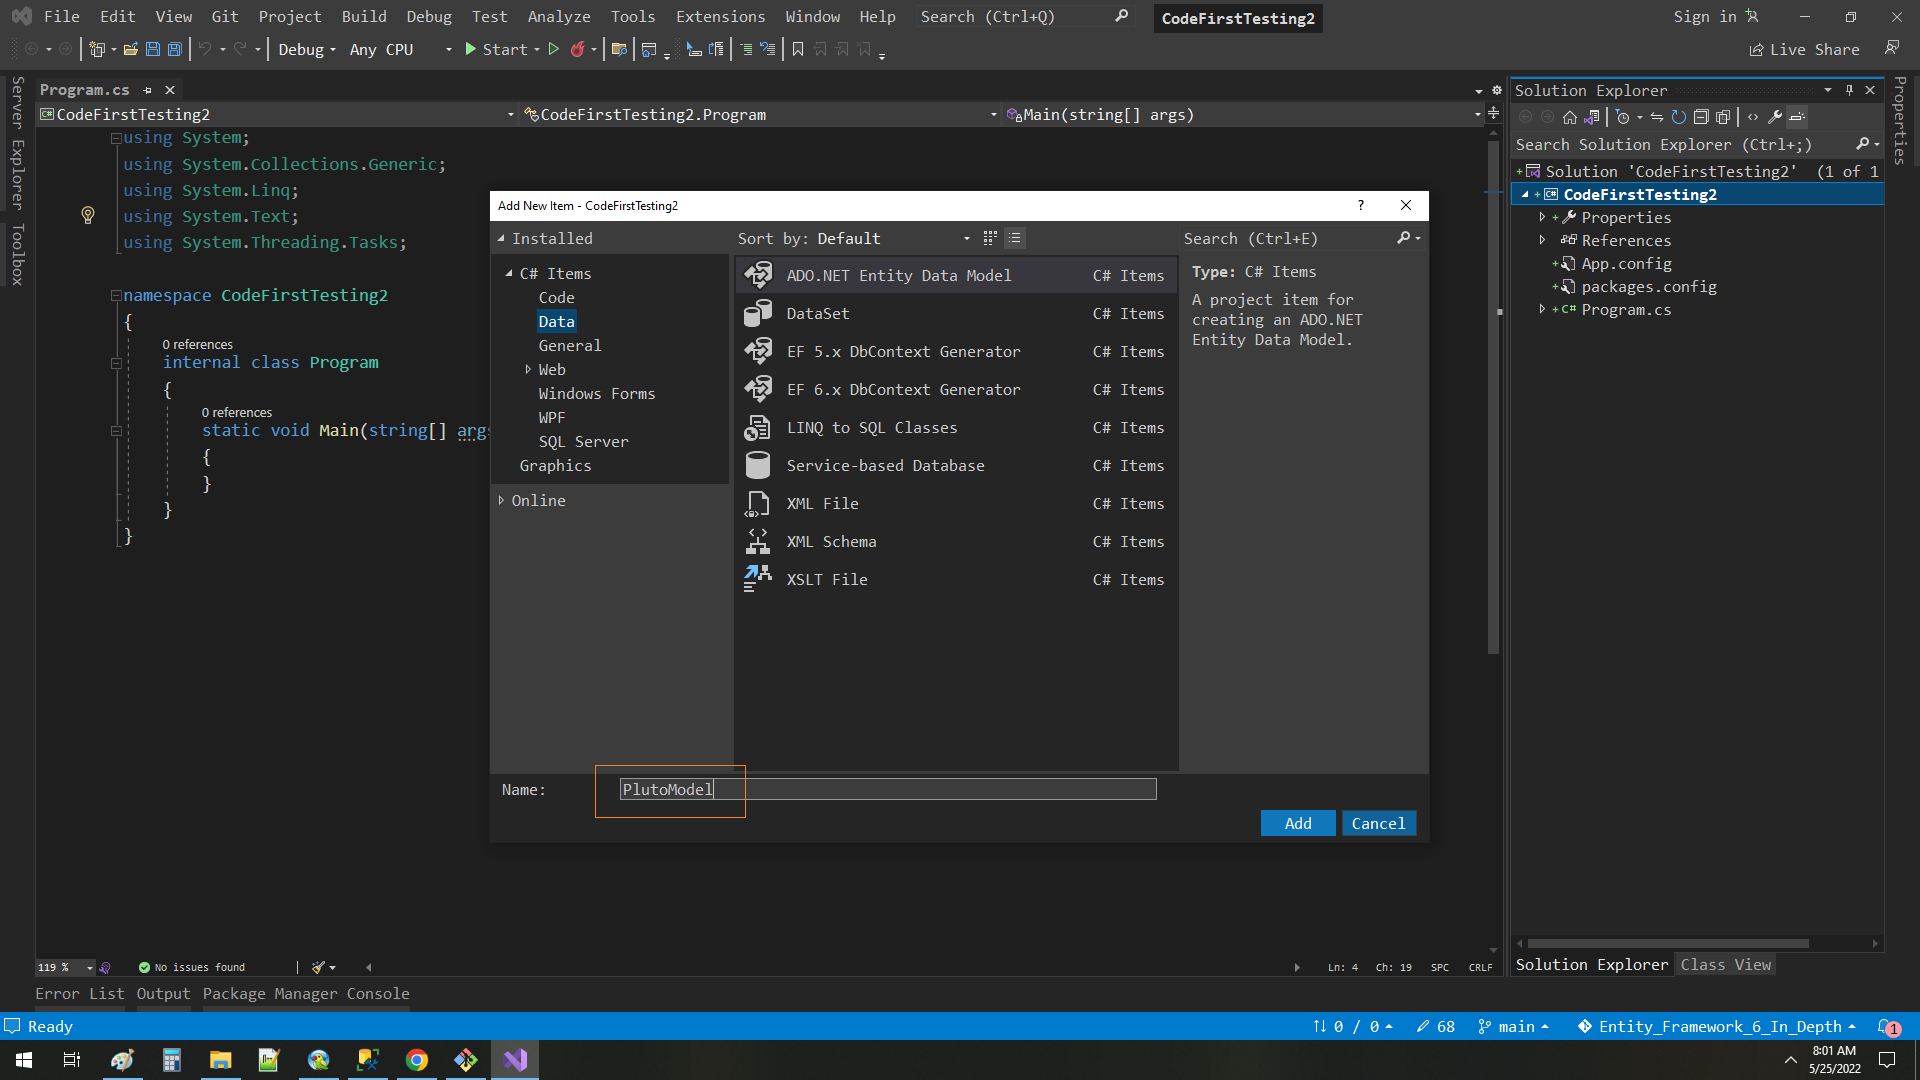 File Edit View Git Project Build Debug Test Analyze Tools Extensions Window Help Search (Ctrl+Q) CodeFirstTesting2 Sign in
Debug Any CPU Start Live Share
Server Explorer
Toolbox
Program.cs
CodeFirstTesting2 CodeFirstTesting2.Program Main(string[] args)
using System;
using System.Collections.Generic;
using System.Linq;
using System.Text;
using System.Threading.Tasks;
namespace CodeFirstTesting2
{
0 references
internal class Program
{
0 references
static void Main(string[] args
{
}
}
}
Add New Item - CodeFirstTesting2 ?
Installed
Sort by: Default
Search (Ctrl+E)
C# Items
Code
Data
General
Web
Windows Forms
WPF
SQL Server
Graphics
Online
ADO.NET Entity Data Model C# Items
DataSet C# Items
EF 5.x DbContext Generator C# Items
EF 6.x DbContext Generator C# Items
LINQ to SQL Classes C# Items
Service-based Database C# Items
XML File C# Items
XML Schema C# Items
XSLT File C# Items
Type: C# Items
A project item for
creating an ADO.NET
Entity Data Model.
Name: PlutoModel
Add Cancel
Solution Explorer
Search Solution Explorer (Ctrl+;)
Solution 'CodeFirstTesting2' (1 of 1
CodeFirstTesting2
Properties
References
App.config
packages.config
Program.cs
Solution Explorer Class View
Properties
119 % No issues found Ln: 4 Ch: 19 SPC CRLF
Error List Output Package Manager Console
Ready 0 / 0 68 main Entity_Framework_6_In_Depth 1
8:01 AM
5/25/2022